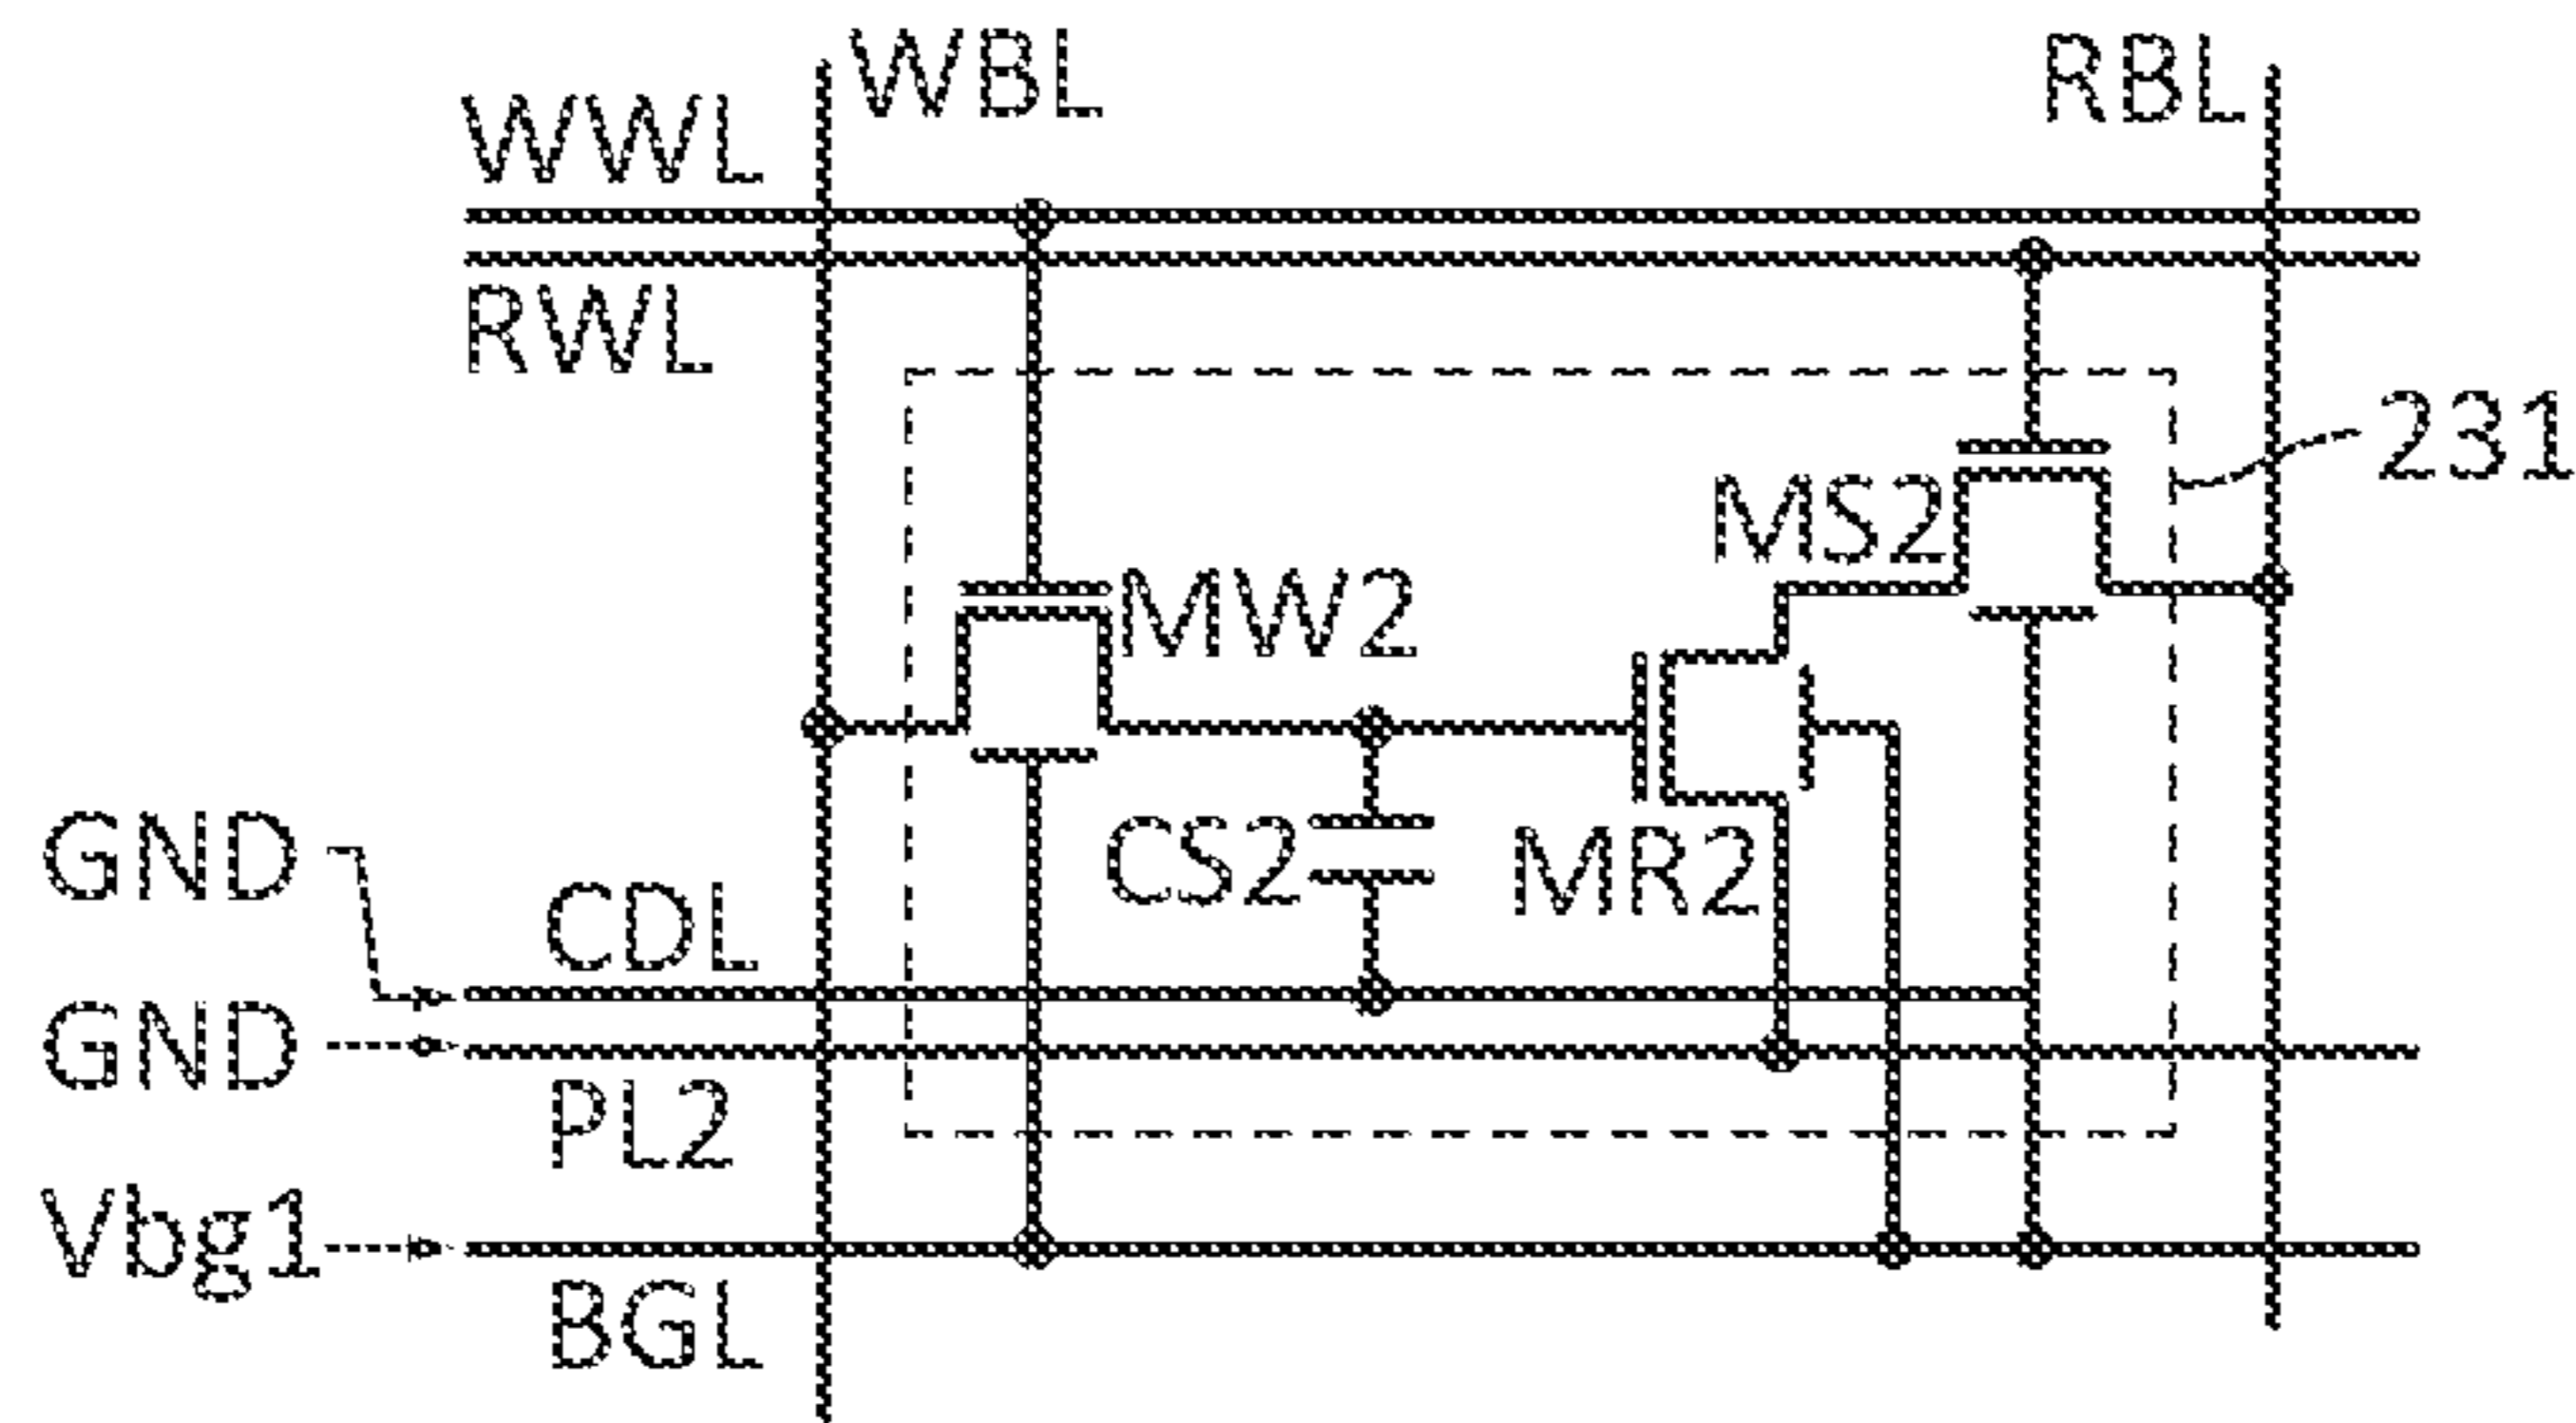 WBL
RBL
WWL
RWL
231
MS2
MW2
GND
CS2
MR2
CDL
GND
PL2
Vbg1
BGL